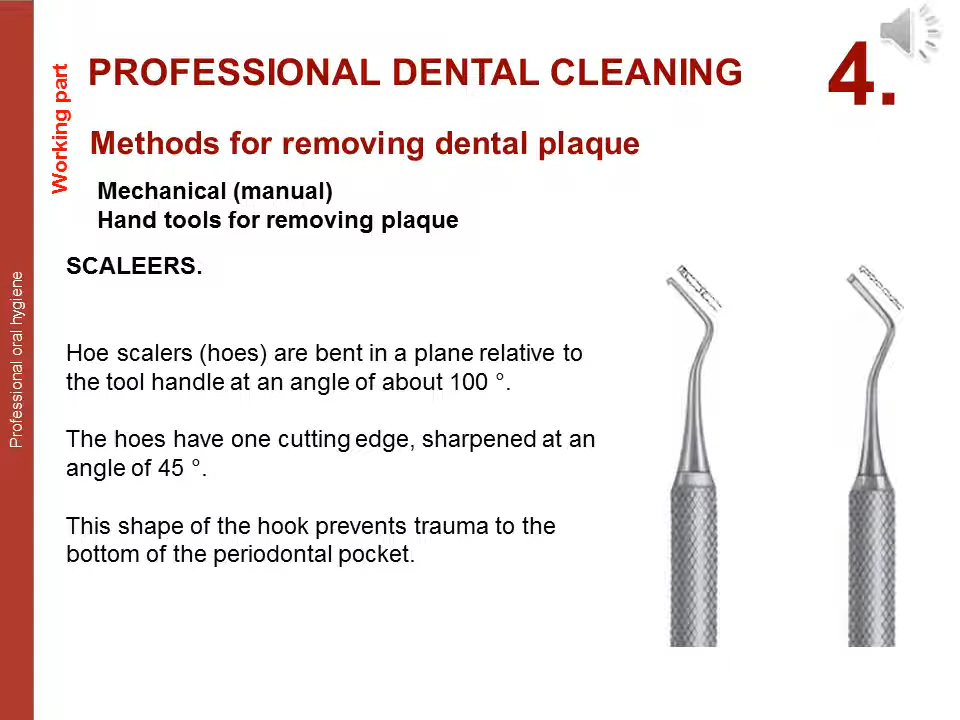 PROFESSIONAL DENTAL CLEANING
4.
Working part
Methods for removing dental plaque
Mechanical (manual)
Hand tools for removing plaque
SCALEERS.
Professional oral hygiene
Hoe scalers (hoes) are bent in a plane relative to
the tool handle at an angle of about 100 °.
The hoes have one cutting edge, sharpened at an
angle of 45 °.
This shape of the hook prevents trauma to the
bottom of the periodontal pocket.